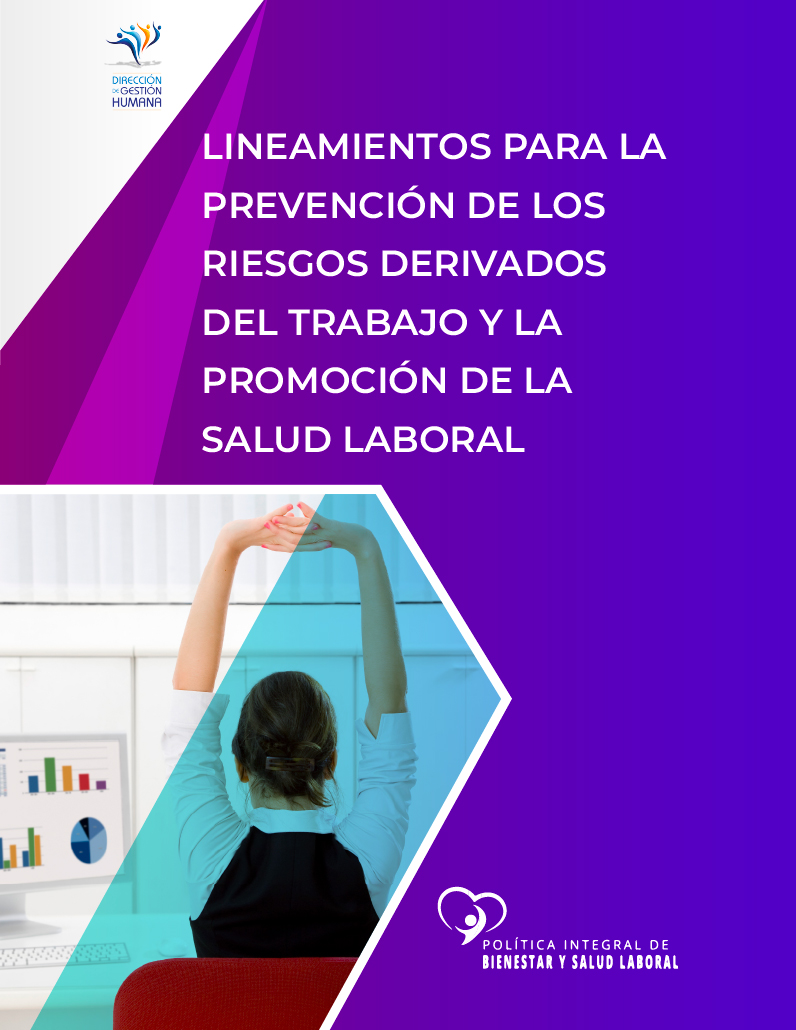 DIRECCIÓN
DE GESTIÓN
HUMANA
LINEAMIENTOS PARA LA
PREVENCIÓN DE LOS
RIESGOS DERIVADOS
DEL TRABAJO Y LA
PROMOCIÓN DE LA
SALUD LABORAL
POLÍTICA INTEGRAL DE
BIENESTAR Y SALUD LABORAL